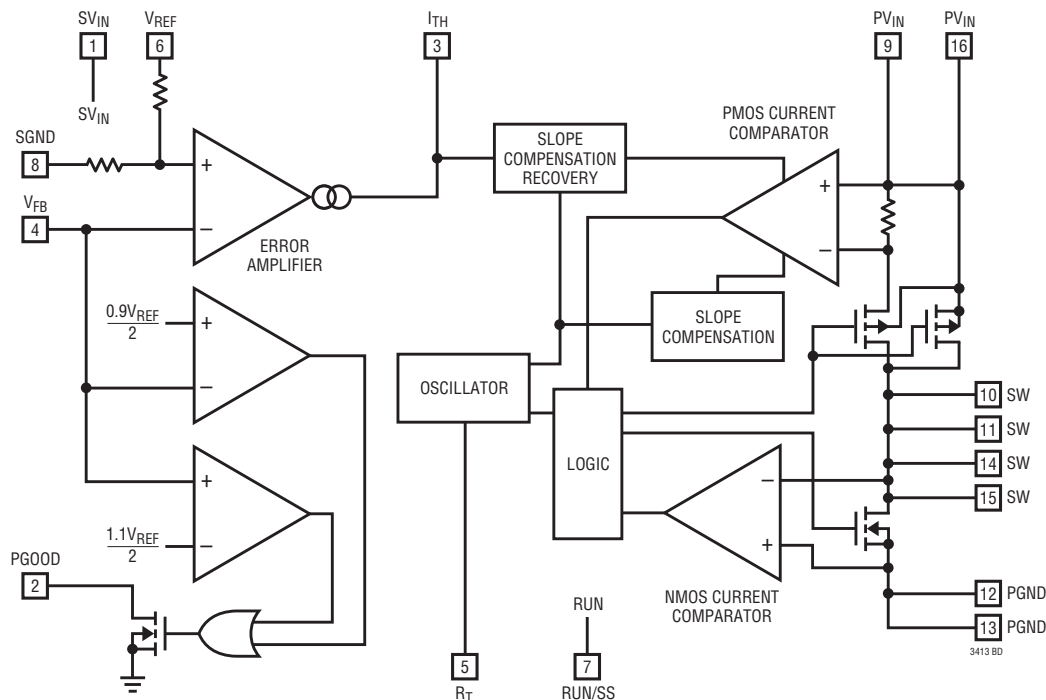 SVIN
1
SVIN
VREF
6
ITH
3
PVIN
9
PVIN
16
SGND
8
VFB
4
+
−
ERROR
AMPLIFIER
SLOPE
COMPENSATION
RECOVERY
PMOS CURRENT
COMPARATOR
+
−
SLOPE
COMPENSATION
0.9VREF
2
+
−
OSCILLATOR
LOGIC
10 SW
11 SW
14 SW
15 SW
1.1VREF
2
+
−
−
+
NMOS CURRENT
COMPARATOR
PGOOD
2
12 PGND
13 PGND
3413 BD
5
RT
RUN
7
RUN/SS